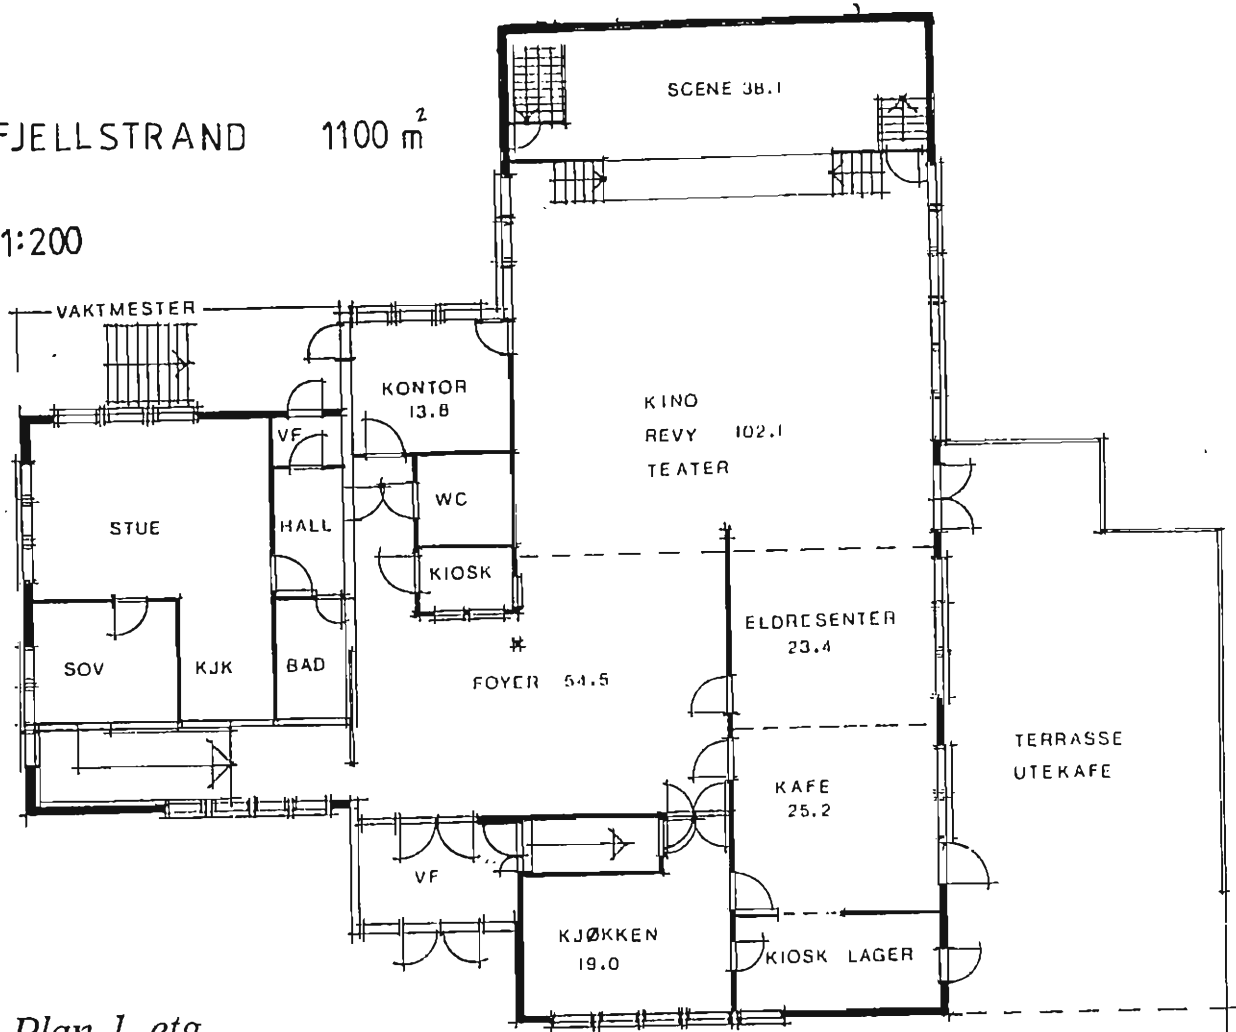 SCENE 38.1
FJELLSTRAND 1100 m²
1:200
VAKTMESTER
KONTOR
13.8
KINO
REVY 102.1
TEATER
VF
WC
STUE
HALL
KIOSK
ELDRESENTER
23.4
SOV
KJK
BAD
FOYER 54.5
TERRASSE
UTEKAFE
KAFE
25.2
VF
KJØKKEN
19.0
KIOSK LAGER
Plan 1. etg